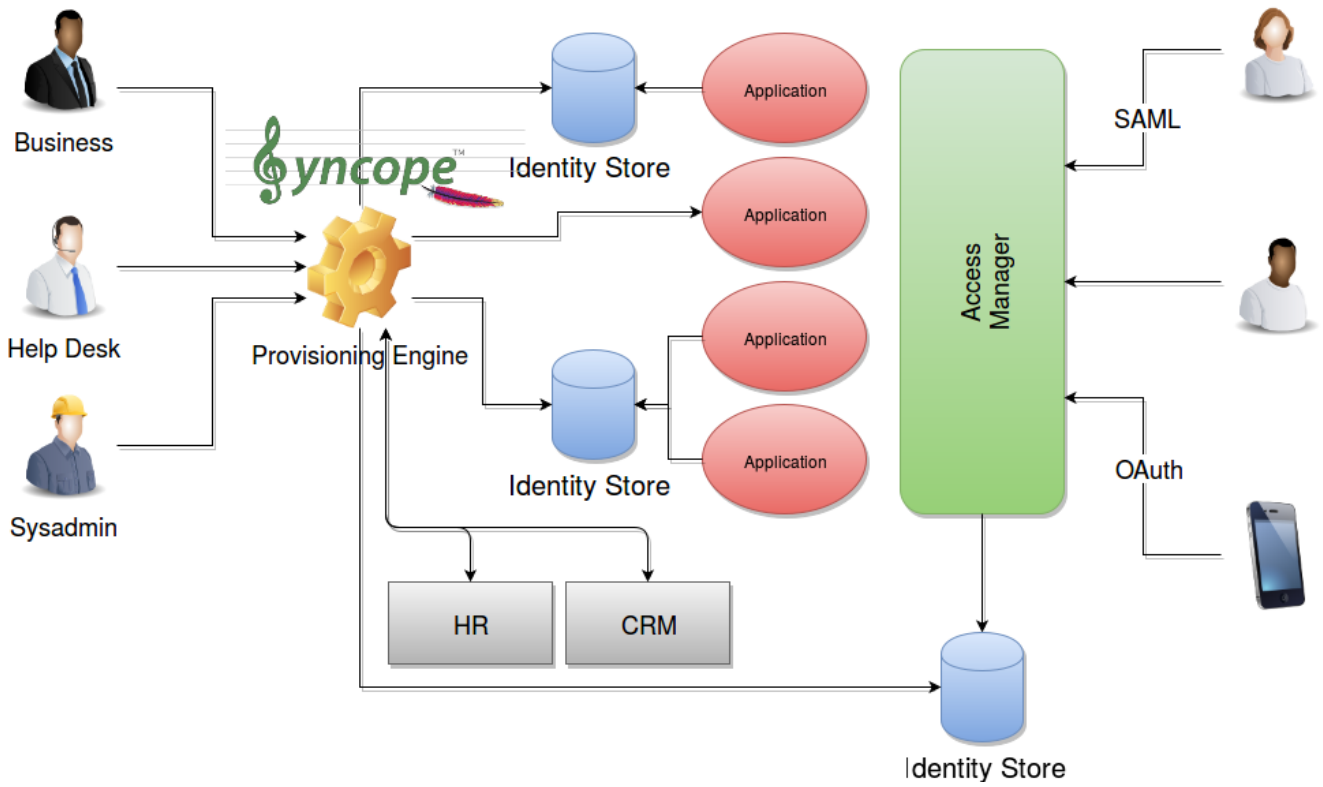 Business
Help Desk
Sysadmin
Syncope™
Provisioning Engine
Identity Store
Application
Application
Application
Application
Identity Store
HR
CRM
Access
Manager
SAML
OAuth
Identity Store